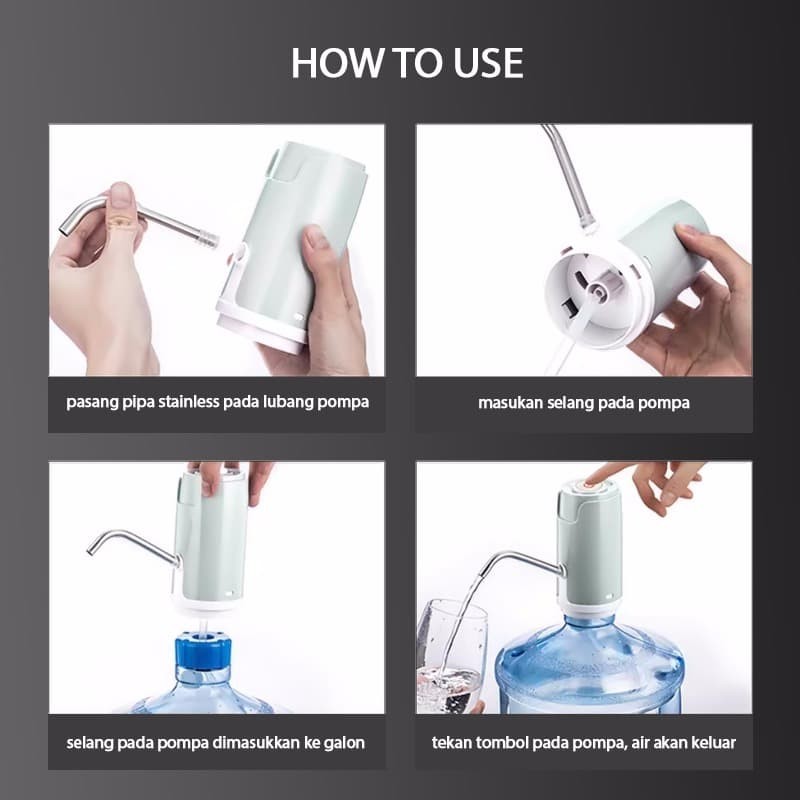 HOW TO USE
pasang pipa stainless pada lubang pompa
masukan selang pada pompa
selang pada pompa dimasukkan ke galon
tekan tombol pada pompa, air akan keluar